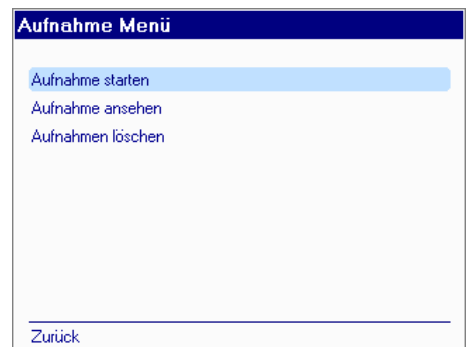 Aufnahme Menü
Aufnahme starten
Aufnahme ansehen
Aufnahmen löschen
Zurück